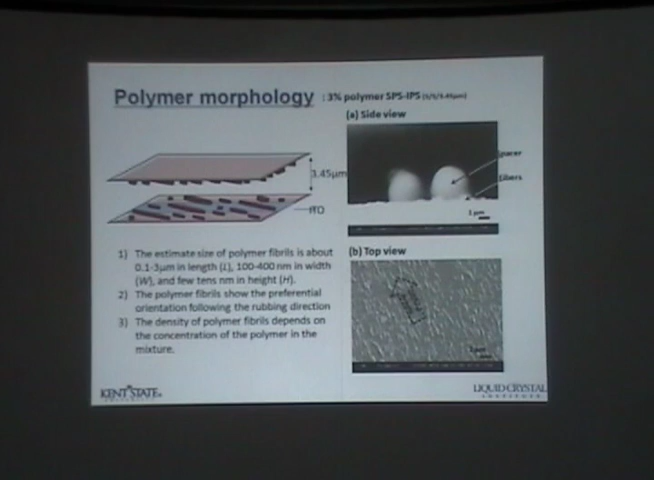 Polymer morphology : 3% polymer SPS-IPS
(a) Side view
3.45μm
spacer
fibers
ITO
1 μm
1) The estimate size of polymer fibrils is about
0.1-3μm in length (L), 100-400 nm in width
(W), and few tens nm in height (H).
2) The polymer fibrils show the preferential
orientation following the rubbing direction
3) The density of polymer fibrils depends on
the concentration of the polymer in the
mixture.
(b) Top view
KENT STATE
LIQUID CRYSTAL
INSTITUTE